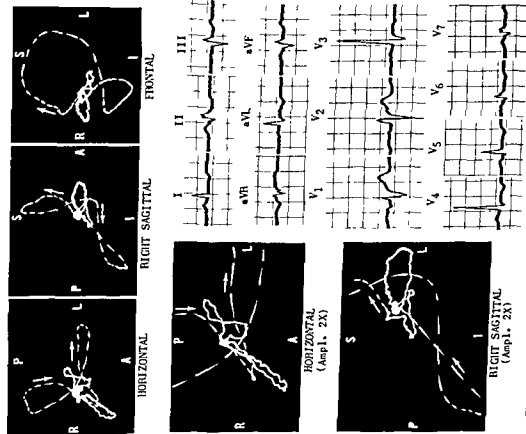 P
R L
A
HORIZONTAL
S
P A
I
RIGHT SAGITTAL
S
R
I
FRONTAL
P
R L
A
HORIZONTAL
(Ampl. 2X)
I II III
aVR aVL aVF
S
P
I
RIGHT SAGITTAL
(Ampl. 2X)
V1 V2 V3
V4 V5 V6 V7